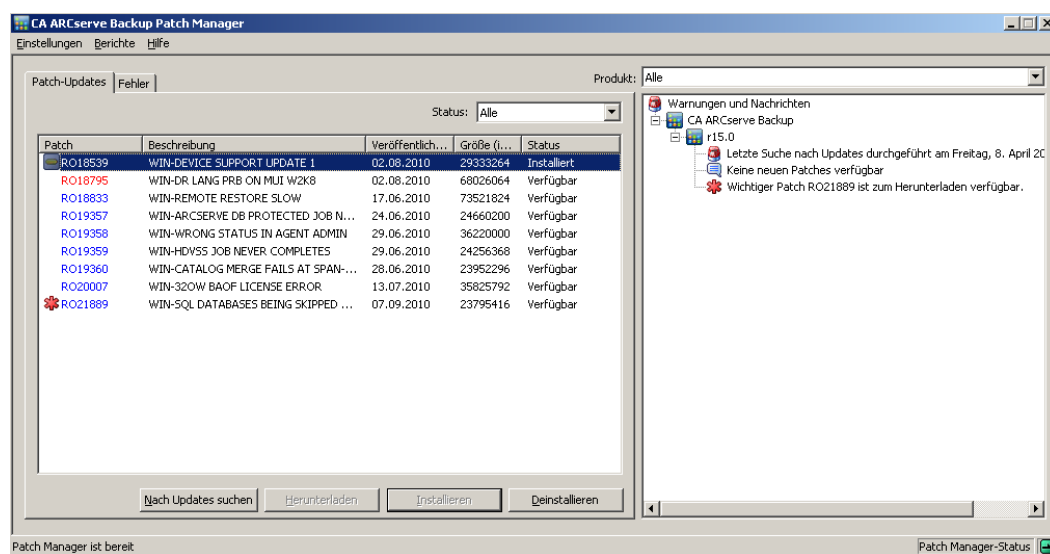 CA ARCserve Backup Patch Manager
Einstellungen Berichte Hilfe
Patch-Updates Fehler
Produkt: Alle
Status: Alle
Patch Beschreibung Veröffentlich... Größe (i... Status
RO18539 WIN-DEVICE SUPPORT UPDATE 1 02.08.2010 29333264 Installiert
RO18795 WIN-DR LANG PRB ON MUI W2K8 02.08.2010 68026064 Verfügbar
RO18833 WIN-REMOTE RESTORE SLOW 17.06.2010 73521824 Verfügbar
RO19357 WIN-ARCSERVE DB PROTECTED JOB N... 24.06.2010 24660200 Verfügbar
RO19358 WIN-WRONG STATUS IN AGENT ADMIN 29.06.2010 36220000 Verfügbar
RO19359 WIN-HDVSS JOB NEVER COMPLETES 29.06.2010 24256368 Verfügbar
RO19360 WIN-CATALOG MERGE FAILS AT SPAN-... 28.06.2010 23952296 Verfügbar
RO20007 WIN-32OW BAOF LICENSE ERROR 13.07.2010 35825792 Verfügbar
RO21889 WIN-SQL DATABASES BEING SKIPPED ... 07.09.2010 23795416 Verfügbar
Nach Updates suchen Herunterladen Installieren Deinstallieren
Warnungen und Nachrichten
CA ARCserve Backup
r15.0
Letzte Suche nach Updates durchgeführt am Freitag, 8. April 20
Keine neuen Patches verfügbar
Wichtiger Patch RO21889 ist zum Herunterladen verfügbar.
Patch Manager ist bereit
Patch Manager-Status